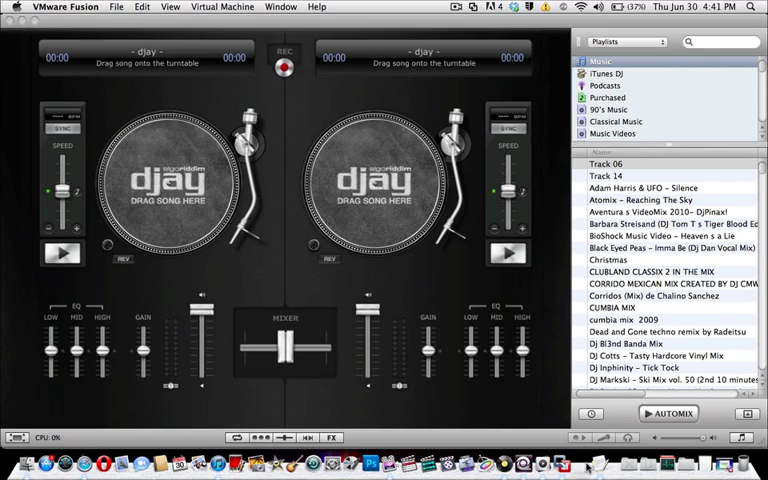 VMware Fusion File Edit View Virtual Machine Window Help 4 (37%) Thu Jun 30 4:41 PM
00:00 - djay - 00:00
Drag song onto the turntable
REC
00:00 - djay - 00:00
Drag song onto the turntable
Playlists
Music
iTunes DJ
Podcasts
Purchased
90's Music
Classical Music
Music Videos
Name
Track 06
Track 14
Adam Harris & UFO - Silence
Atomix - Reaching The Sky
Aventura s VideoMix 2010- DjPinax!
Barbara Streisand (DJ Tom T s Tiger Blood Ed
BioShock Music Video - Heaven s a Lie
Black Eyed Peas - Imma Be (DJ Dan Vocal Mix)
Christmas
CLUBLAND CLASSIX 2 IN THE MIX
CORRIDO MEXICAN MIX CREATED BY DJ CMW
Corridos (Mix) de Chalino Sanchez
CUMBIA MIX
cumbia mix 2009
Dead and Gone techno remix by Radeitsu
DJ Bl3nd Banda Mix
DJ Cotts - Tasty Hardcore Vinyl Mix
DJ Inphinity - Tick Tock
DJ Markski - Ski Mix vol. 50 (2nd 10 minutes
AUTOMIX
BPM
SYNC
SPEED
algoriddim
djay
DRAG SONG HERE
REV
algoriddim
djay
DRAG SONG HERE
REV
BPM
SYNC
SPEED
EQ
LOW MID HIGH GAIN
MIXER
EQ
GAIN LOW MID HIGH
CPU: 0%
FX